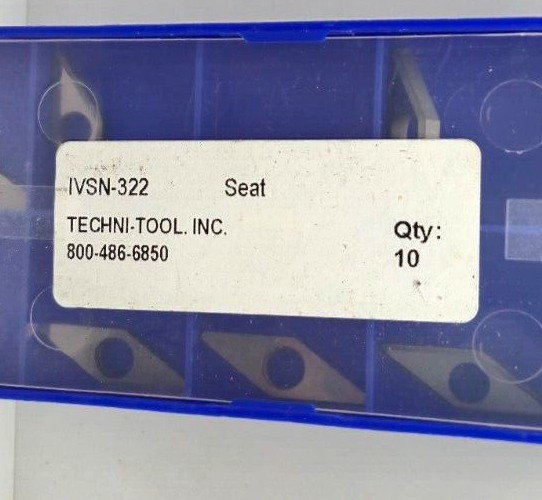 IVSN-322 Seat
TECHNI-TOOL. INC.
800-486-6850
Qty:
10